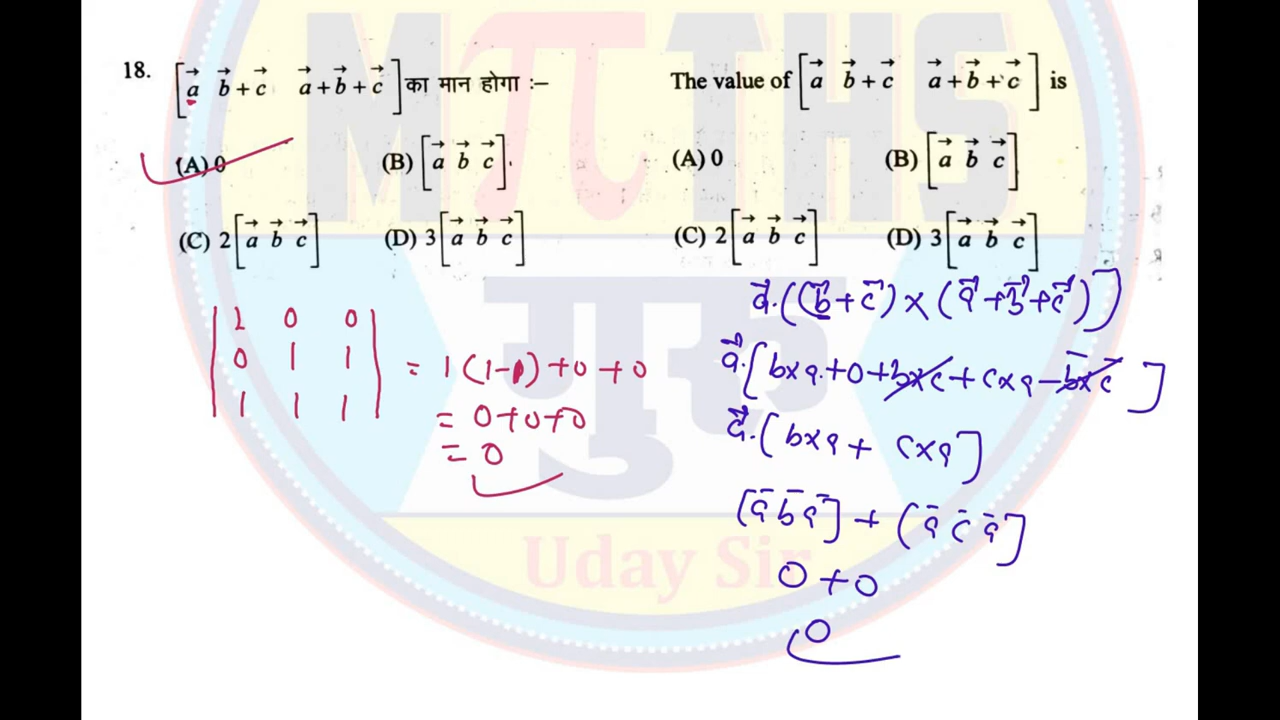 18. [a⃗ b⃗+c⃗ a⃗+b⃗+c⃗] का मान होगा :–
(A) 0 (B) [a⃗ b⃗ c⃗].
(C) 2[a⃗ b⃗ c⃗] (D) 3[a⃗ b⃗ c⃗]
The value of [a⃗ b⃗+c⃗ a⃗+b⃗+c⃗] is
(A) 0 (B) [a⃗ b⃗ c⃗]
(C) 2[a⃗ b⃗ c⃗] (D) 3[a⃗ b⃗ c⃗]
| 1 0 0 |
| 0 1 1 | = 1(1-1)+0+0
| 1 1 1 |
= 0+0+0
= 0
a⃗.((b⃗+c⃗)×(a⃗+b⃗+c⃗)]
a⃗.[b×a+0+b×c+c×a-b×c]
a⃗.(b×a+c×a]
[a̅ b̅ a̅]+(a̅ c̅ a̅]
0+0
0
MπTHS
गुरु
Uday Sir